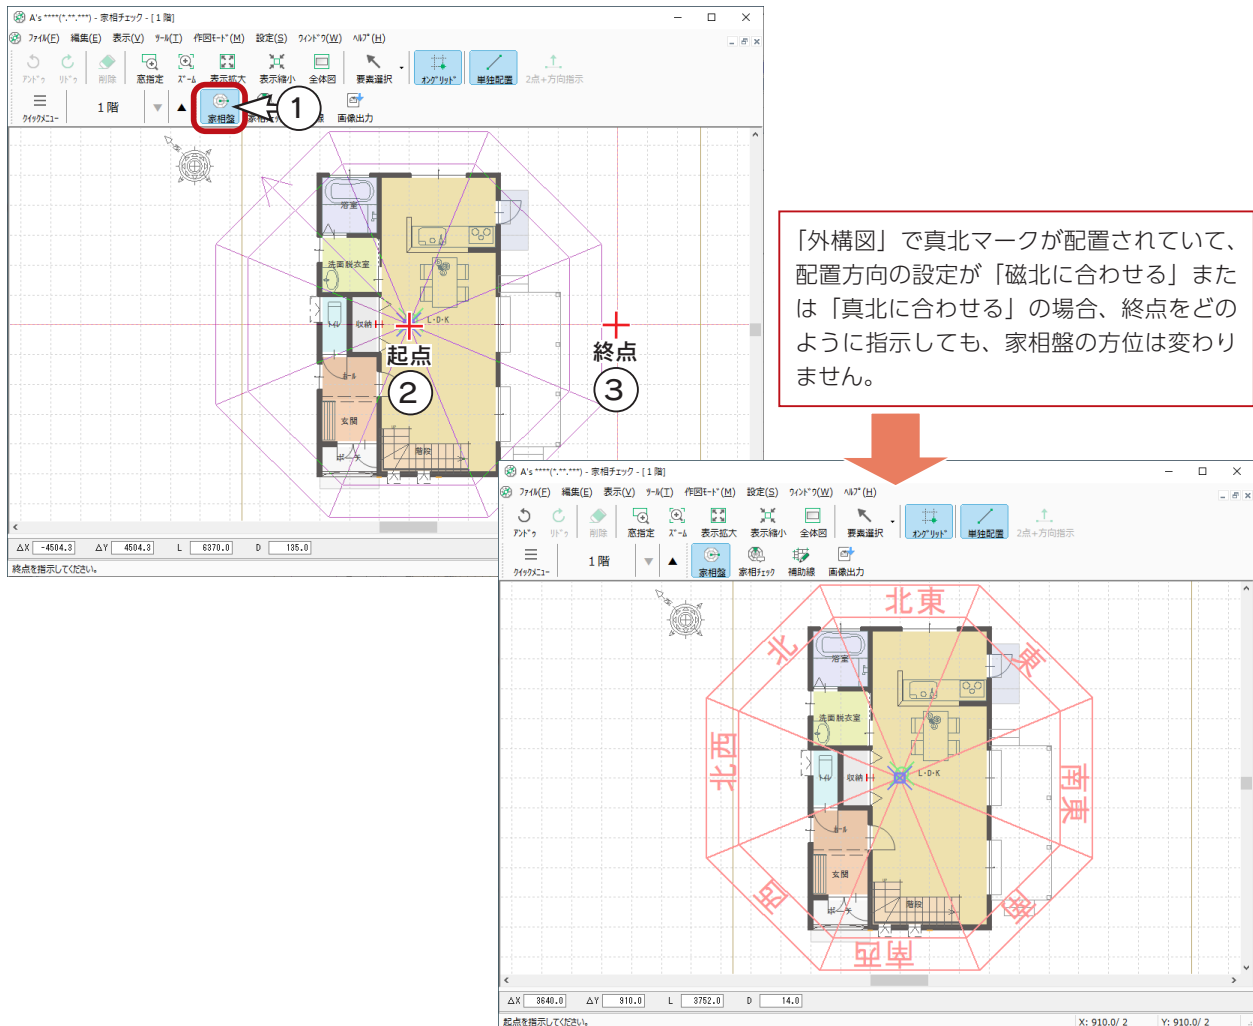 A's ****(*.**.***) - 家相チェック - [1 階]
ファイル(F) 編集(E) 表示(V) ツール(T) 作図モード(M) 設定(S) ウィンドウ(W) ヘルプ(H)
アンドゥ リドゥ 削除 窓指定 ズーム 表示拡大 表示縮小 全体図 要素選択 オングリッド 単独配置 2点+方向指示
クイックメニュー 1 階 ▼ ▲ 家相盤 線 画像出力
1
浴室
洗面脱衣室
トイレ 収納 L・D・K
起点
2
終点
3
ホール
玄関
ポーチ
階段
ΔX -4504.3 ΔY 4504.3 L 6370.0 D 135.0
終点を指示してください。
「外構図」で真北マークが配置されていて、
配置方向の設定が「磁北に合わせる」また
は「真北に合わせる」の場合、終点をどの
ように指示しても、家相盤の方位は変わり
ません。
A's ****(*.**.***) - 家相チェック - [1 階]
ファイル(F) 編集(E) 表示(V) ツール(T) 作図モード(M) 設定(S) ウィンドウ(W) ヘルプ(H)
アンドゥ リドゥ 削除 窓指定 ズーム 表示拡大 表示縮小 全体図 要素選択 オングリッド 単独配置 2点+方向指示
クイックメニュー 1 階 ▼ ▲ 家相盤 家相チェック 補助線 画像出力
北東
北
東
浴室
洗面脱衣室
北西
トイレ 収納 L・D・K
南東
ホール
玄関
西
ポーチ
階段
南
南西
ΔX 3640.0 ΔY 910.0 L 3752.0 D 14.0
起点を指示してください。 X: 910.0/ 2 Y: 910.0/ 2